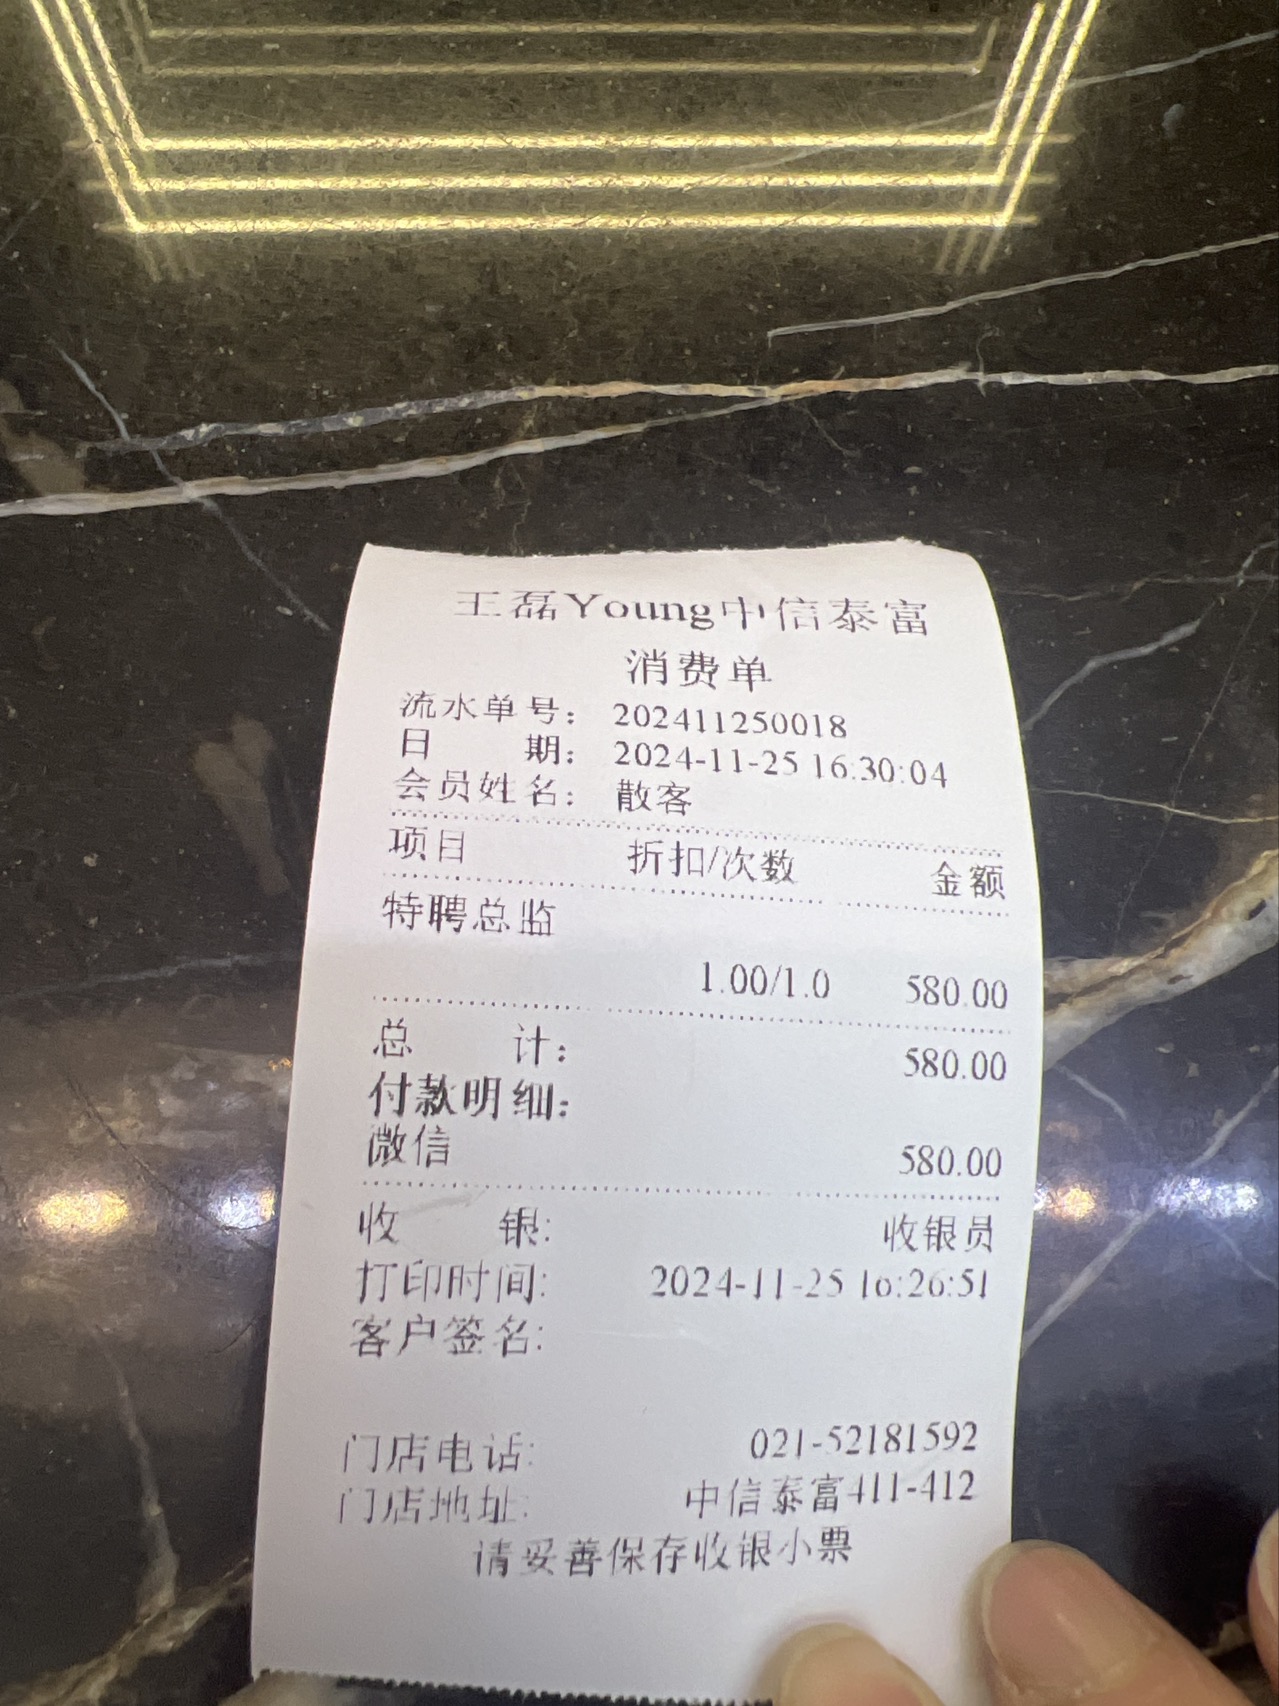 王磊Young中信泰富
消费单
流水单号： 202411250018
日 期： 2024-11-25 16:30:04
会员姓名： 散客
项目 折扣/次数 金额
特聘总监
1.00/1.0 580.00
总 计： 580.00
付款明细：
微信 580.00
收 银: 收银员
打印时间: 2024-11-25 16:26:51
客户签名:
门店电话: 021-52181592
门店地址: 中信泰富411-412
请妥善保存收银小票